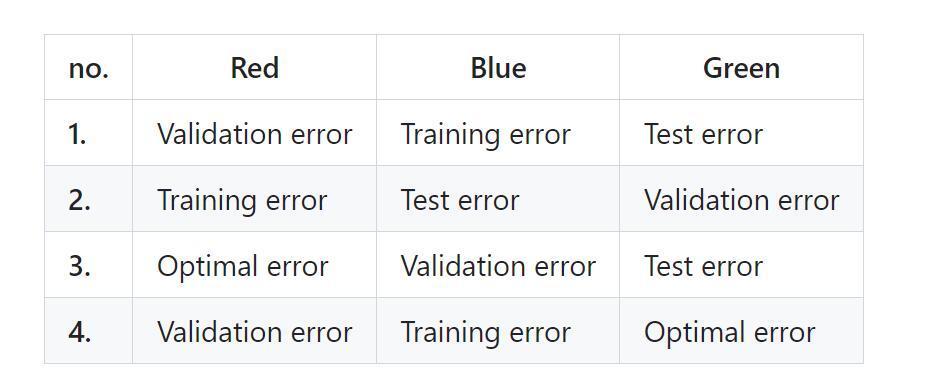 no. Red Blue Green
1. Validation error Training error Test error
2. Training error Test error Validation error
3. Optimal error Validation error Test error
4. Validation error Training error Optimal error